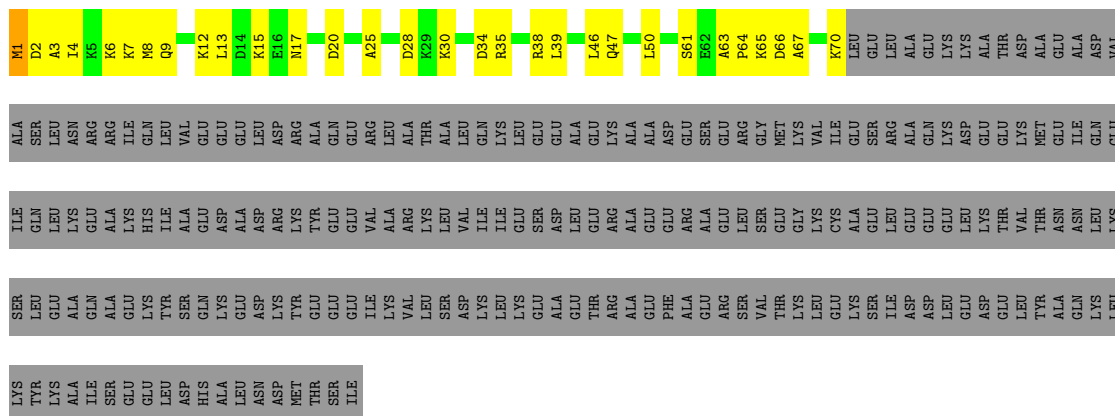 M1 D2 A3 I4 K5 K6 K7 M8 Q9 K12 L13 D14 K15 E16 N17 D20 A25 D28 K29 K30 D34 R35 R38 L39 L46 Q47 L50 S61 E62 A63 P64 K65 D66 A67 K70 LEU GLU LEU ALA GLU LYS LYS ALA THR ASP ALA GLU ALA ASP VAL
ALA SER LEU ASN ARG ARG ILE GLN LEU VAL GLU GLU GLU LEU ASP ARG ALA GLN GLU ARG LEU ALA THR ALA LEU GLN LYS LEU GLU GLU ALA GLU LYS ALA ALA ASP GLU SER GLU ARG GLY MET LYS VAL ILE GLU SER ARG ALA GLN LYS ASP GLU GLU LYS MET GLU ILE GLN GLU
ILE GLN LEU LYS GLU ALA LYS HIS ILE ALA GLU ASP ALA ASP ARG LYS TYR GLU GLU VAL ALA ARG LYS LEU VAL ILE ILE GLU SER ASP LEU GLU ARG ALA GLU GLU ARG ALA GLU LEU SER GLU GLY LYS CYS ALA GLU LEU GLU GLU GLU LEU LYS THR VAL THR ASN ASN LEU LYS
SER LEU GLU ALA GLN ALA GLU LYS TYR SER GLN LYS GLU ASP LYS TYR GLU GLU GLU ILE LYS VAL LEU SER ASP LYS LEU LYS GLU ALA GLU THR ARG ALA GLU PHE ALA GLU ARG SER VAL THR LYS LEU GLU LYS SER ILE ASP ASP LEU GLU ASP GLU LEU TYR ALA GLN LYS LEU
LYS TYR LYS ALA ILE SER GLU GLU LEU ASP HIS ALA LEU ASN ASP MET THR SER ILE